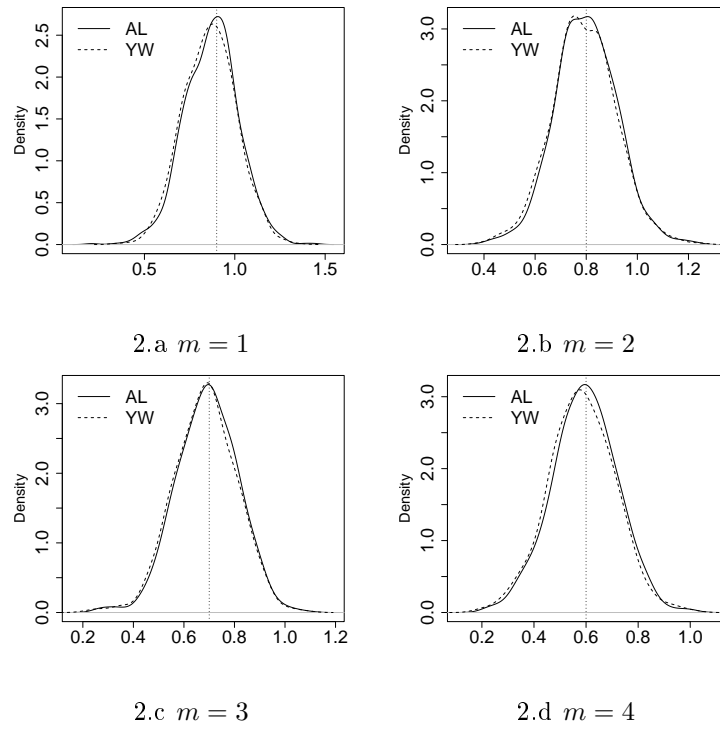 AL
YW
Density
0.0 0.5 1.0 1.5 2.0 2.5
0.5 1.0 1.5
2.a m = 1
AL
YW
Density
0.0 1.0 2.0 3.0
0.4 0.6 0.8 1.0 1.2
2.b m = 2
AL
YW
Density
0.0 1.0 2.0 3.0
0.2 0.4 0.6 0.8 1.0 1.2
2.c m = 3
AL
YW
Density
0.0 1.0 2.0 3.0
0.2 0.4 0.6 0.8 1.0
2.d m = 4